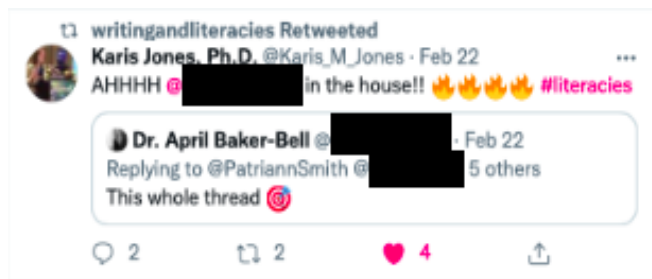 writingandliteracies Retweeted
Karis Jones, Ph.D. @Karis_M_Jones · Feb 22
AHHHH @ in the house!! 🔥🔥🔥🔥 #literacies
Dr. April Baker-Bell @ · Feb 22
Replying to @PatriannSmith @ 5 others
This whole thread 🎯
2 2 4